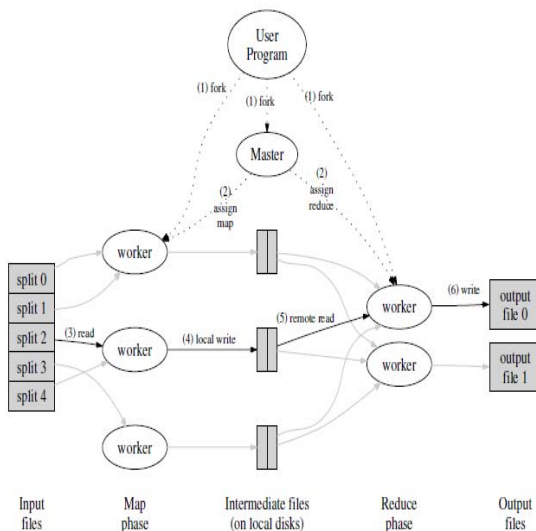 User
Program
(1) fork
(1) fork
(1) fork
Master
(2)
assign
map
(2)
assign
reduce
worker
split 0
split 1
split 2
split 3
split 4
(3) read
worker
(4) local write
(5) remote read
worker
(6) write
output
file 0
worker
output
file 1
worker
Input
files
Map
phase
Intermediate files
(on local disks)
Reduce
phase
Output
files